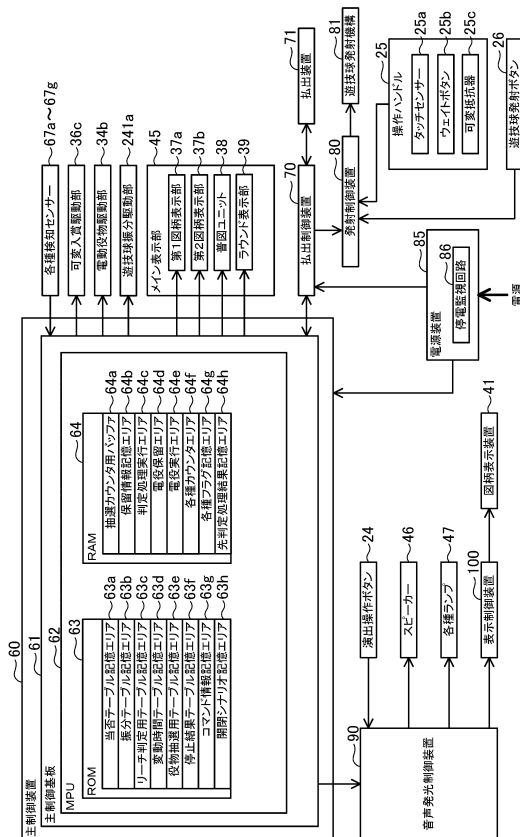 主制御装置
60
主制御基板
61
MPU
62
ROM
63
当否テーブル記憶エリア
63a
振分テーブル記憶エリア
63b
リーチ判定用テーブル記憶エリア
63c
変動時間テーブル記憶エリア
63d
役物抽選用テーブル記憶エリア
63e
停止結果テーブル記憶エリア
63f
コマンド情報記憶エリア
63g
開閉シナリオ記憶エリア
63h
RAM
64
抽選カウンタ用バッファ
64a
保留情報記憶エリア
64b
判定処理実行エリア
64c
電役保留エリア
64d
電役実行エリア
64e
各種カウンタエリア
64f
各種フラグ記憶エリア
64g
先判定処理結果記憶エリア
64h
各種検知センサー
67a～67g
可変入賞駆動部
36c
電動役物駆動部
34b
遊技球振分駆動部
241a
メイン表示部
45
第1図柄表示部
37a
第2図柄表示部
37b
普図ユニット
38
ラウンド表示部
39
払出制御装置
70
払出装置
71
発射制御装置
80
遊技球発射機構
81
操作ハンドル
25
タッチセンサー
25a
ウェイトボタン
25b
可変抵抗器
25c
遊技球発射ボタン
26
電源装置
85
停電監視回路
86
電源
音声発光制御装置
90
演出操作ボタン
24
スピーカー
46
各種ランプ
47
表示制御装置
100
図柄表示装置
41